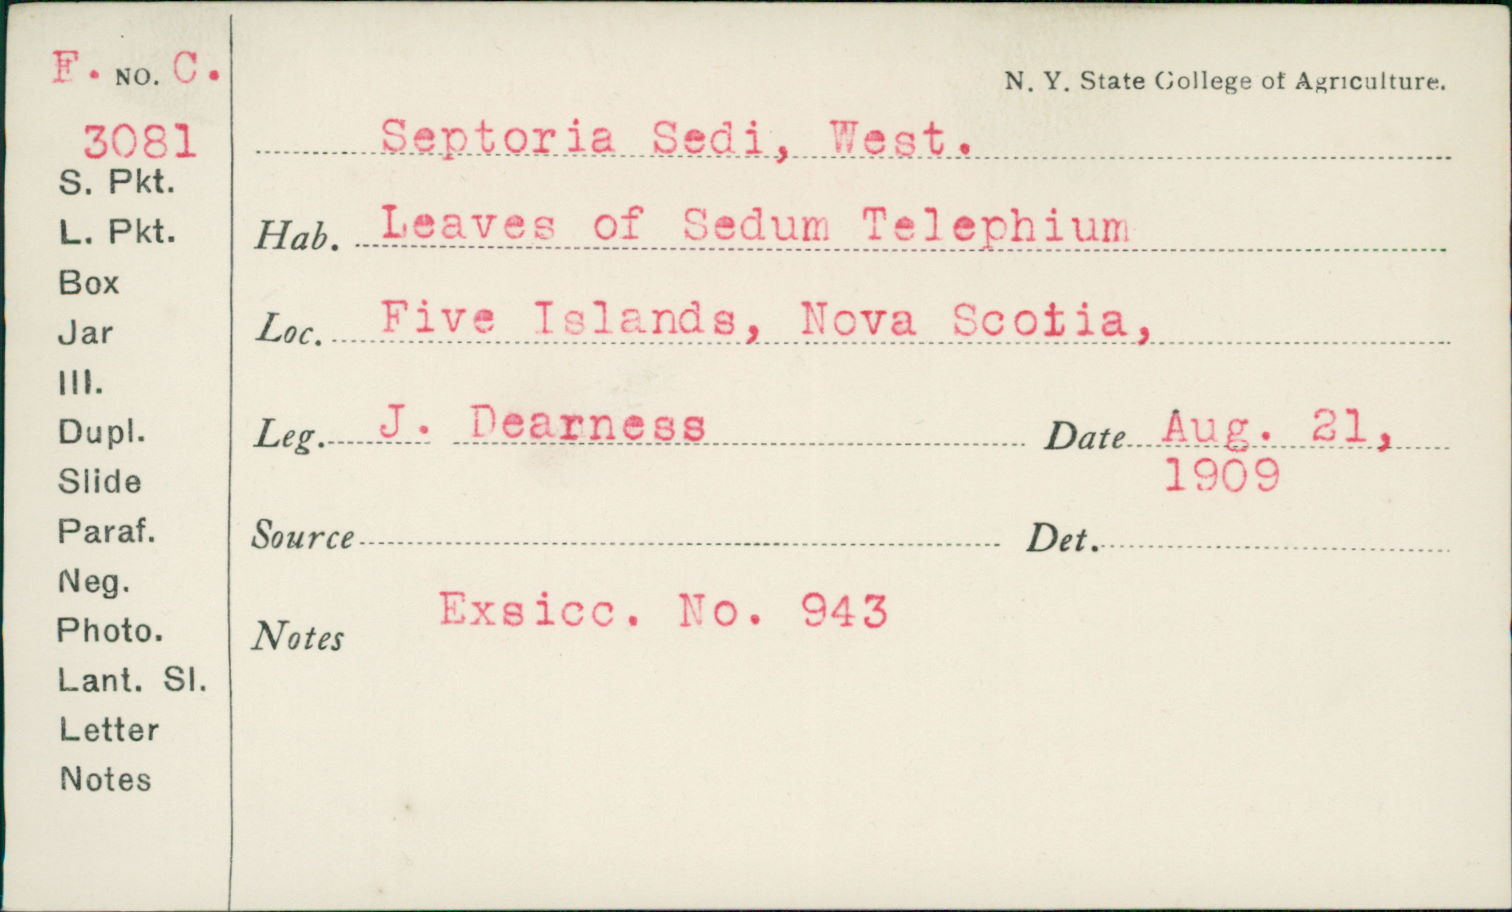 F. NO. C.
3081
S. Pkt.
L. Pkt.
Box
Jar
Ill.
Dupl.
Slide
Paraf.
Neg.
Photo.
Lant. Sl.
Letter
Notes
N. Y. State College of Agriculture.
Septoria Sedi, West.
Hab. Leaves of Sedum Telephium
Loc. Five Islands, Nova Scotia,
Leg. J. Dearness Date Aug. 21,
1909
Source Det.
Notes Exsicc. No. 943